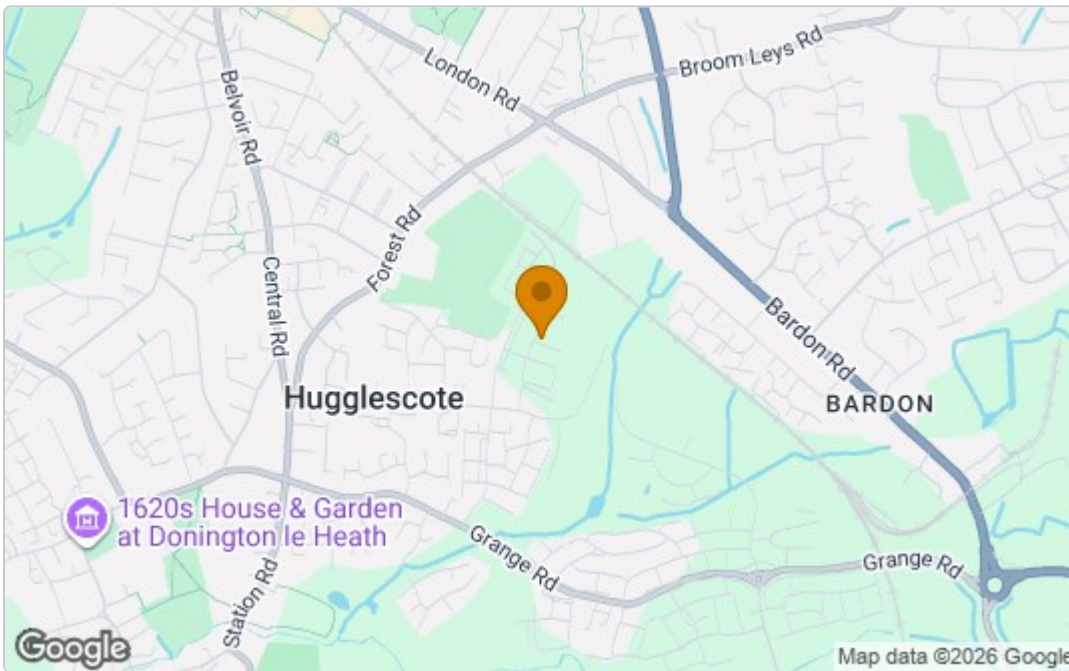 London Rd
Broom Leys Rd
Belvoir Rd
Forest Rd
Central Rd
Bardon Rd
Hugglescote
BARDON
1620s House & Garden
at Donington le Heath
Grange Rd
Grange Rd
Station Rd
Google
Map data ©2026 Google